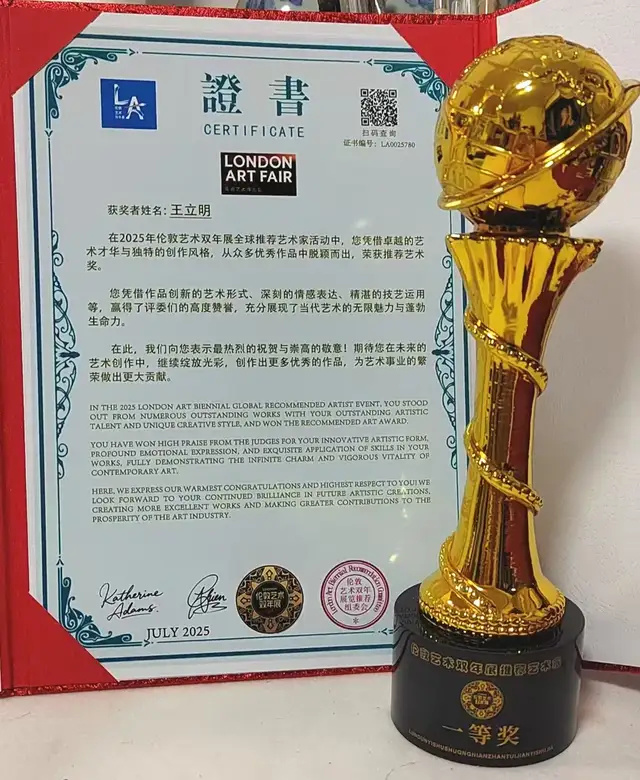 LA
證書
CERTIFICATE
扫码查询
证书编号：LA0025780
LONDON
ART FAIR
获奖者姓名：王立明
在2025年伦敦艺术双年展全球推荐艺术家活动中，您凭借卓越的艺
术才华与独特的创作风格，从众多优秀作品中脱颖而出，荣获推荐艺术
奖。
您凭借作品创新的艺术形式、深刻的情感表达、精湛的技艺运用
等，赢得了评委们的高度赞誉，充分展现了当代艺术的无限魅力与蓬勃
生命力。
在此，我们向您表示最热烈的祝贺与崇高的敬意！期待您在未来的
艺术创作中，继续绽放光彩，创作出更多优秀的作品，为艺术事业的繁
荣做出更大贡献。
IN THE 2025 LONDON ART BIENNIAL GLOBAL RECOMMENDED ARTIST EVENT, YOU STOOD
OUT FROM NUMEROUS OUTSTANDING WORKS WITH YOUR OUTSTANDING ARTISTIC
TALENT AND UNIQUE CREATIVE STYLE, AND WON THE RECOMMENDED ART AWARD.
YOU HAVE WON HIGH PRAISE FROM THE JUDGES FOR YOUR INNOVATIVE ARTISTIC FORM,
PROFOUND EMOTIONAL EXPRESSION, AND EXQUISITE APPLICATION OF SKILLS IN YOUR
WORKS, FULLY DEMONSTRATING THE INFINITE CHARM AND VIGOROUS VITALITY OF
CONTEMPORARY ART.
HERE, WE EXPRESS OUR WARMEST CONGRATULATIONS AND HIGHEST RESPECT TO YOU! WE
LOOK FORWARD TO YOUR CONTINUED BRILLIANCE IN FUTURE ARTISTIC CREATIONS,
CREATING MORE EXCELLENT WORKS AND MAKING GREATER CONTRIBUTIONS TO THE
PROSPERITY OF THE ART INDUSTRY.
Katherine
Adams.
JULY 2025
伦敦艺术
双年展
伦敦
艺术双年
展览推荐
组委会
伦敦艺术双年展推荐艺术家
一等奖